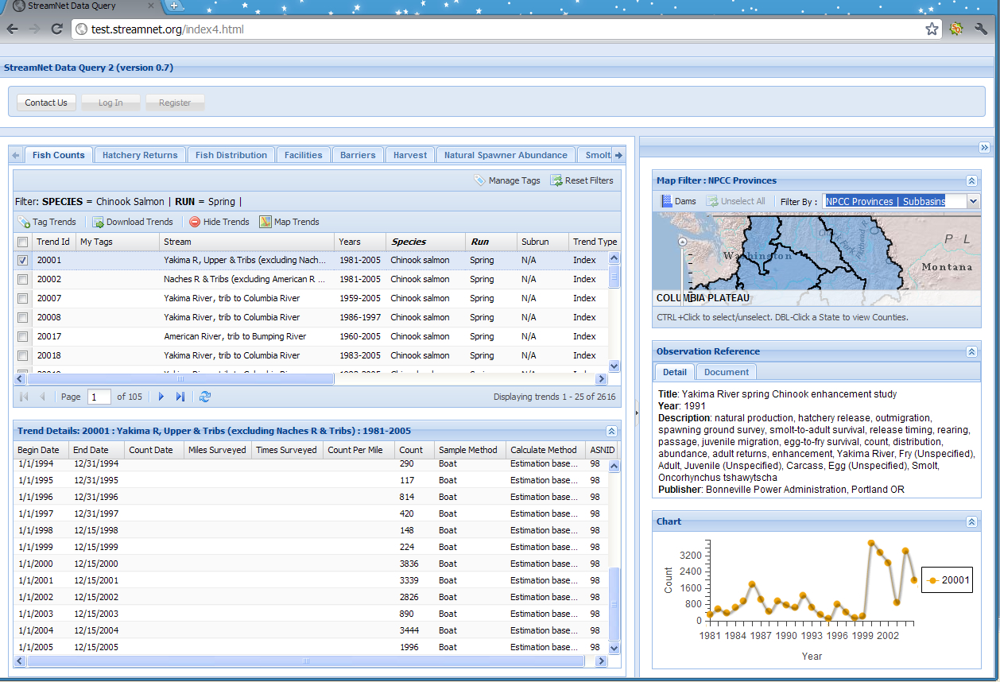 StreamNet Data Query
test.streamnet.org/index4.html
StreamNet Data Query 2 (version 0.7)
Contact Us Log In Register
Fish Counts Hatchery Returns Fish Distribution Facilities Barriers Harvest Natural Spawner Abundance Smolt
Manage Tags Reset Filters
Filter: SPECIES = Chinook Salmon | RUN = Spring |
Tag Trends Download Trends Hide Trends Map Trends
Trend Id My Tags Stream Years Species Run Subrun Trend Type
20001 Yakima R, Upper & Tribs (excluding Nach... 1981-2005 Chinook salmon Spring N/A Index
20002 Naches R & Tribs (excluding American R ... 1981-2005 Chinook salmon Spring N/A Index
20007 Yakima River, trib to Columbia River 1959-2005 Chinook salmon Spring N/A Index
20008 Yakima River, trib to Columbia River 1986-1997 Chinook salmon Spring N/A Index
20017 American River, trib to Bumping River 1960-2005 Chinook salmon Spring N/A Index
20018 Yakima River, trib to Columbia River 1983-2005 Chinook salmon Spring N/A Index
Page 1 of 105 Displaying trends 1 - 25 of 2616
Trend Details: 20001 : Yakima R, Upper & Tribs (excluding Naches R & Tribs) : 1981-2005
Begin Date End Date Count Date Miles Surveyed Times Surveyed Count Per Mile Count Sample Method Calculate Method ASNID
1/1/1994 12/31/1994 290 Boat Estimation base... 98
1/1/1995 12/31/1995 117 Boat Estimation base... 98
1/1/1996 12/31/1996 814 Boat Estimation base... 98
1/1/1997 12/31/1997 420 Boat Estimation base... 98
1/1/1998 12/15/1998 148 Boat Estimation base... 98
1/1/1999 12/15/1999 224 Boat Estimation base... 98
1/1/2000 12/15/2000 3836 Boat Estimation base... 98
1/1/2001 12/15/2001 3339 Boat Estimation base... 98
1/1/2002 12/15/2002 2826 Boat Estimation base... 98
1/1/2003 12/15/2003 890 Boat Estimation base... 98
1/1/2004 12/15/2004 3444 Boat Estimation base... 98
1/1/2005 12/15/2005 1996 Boat Estimation base... 98
Map Filter : NPCC Provinces
Dams Unselect All Filter By : NPCC Provinces | Subbasins
Washington Clark Fork Flathead R P L
Montana
COLUMBIA PLATEAU
CTRL+Click to select/unselect. DBL-Click a State to view Counties.
Observation Reference
Detail Document
Title: Yakima River spring Chinook enhancement study
Year: 1991
Description: natural production, hatchery release, outmigration,
spawning ground survey, smolt-to-adult survival, release timing, rearing,
passage, juvenile migration, egg-to-fry survival, count, distribution,
abundance, adult returns, enhancement, Yakima River, Fry (Unspecified),
Adult, Juvenile (Unspecified), Carcass, Egg (Unspecified), Smolt,
Oncorhynchus tshawytscha
Publisher: Bonneville Power Administration, Portland OR
Chart
3200
2400
1600
800
0
Count
20001
1981 1984 1987 1990 1993 1996 1999 2002
Year